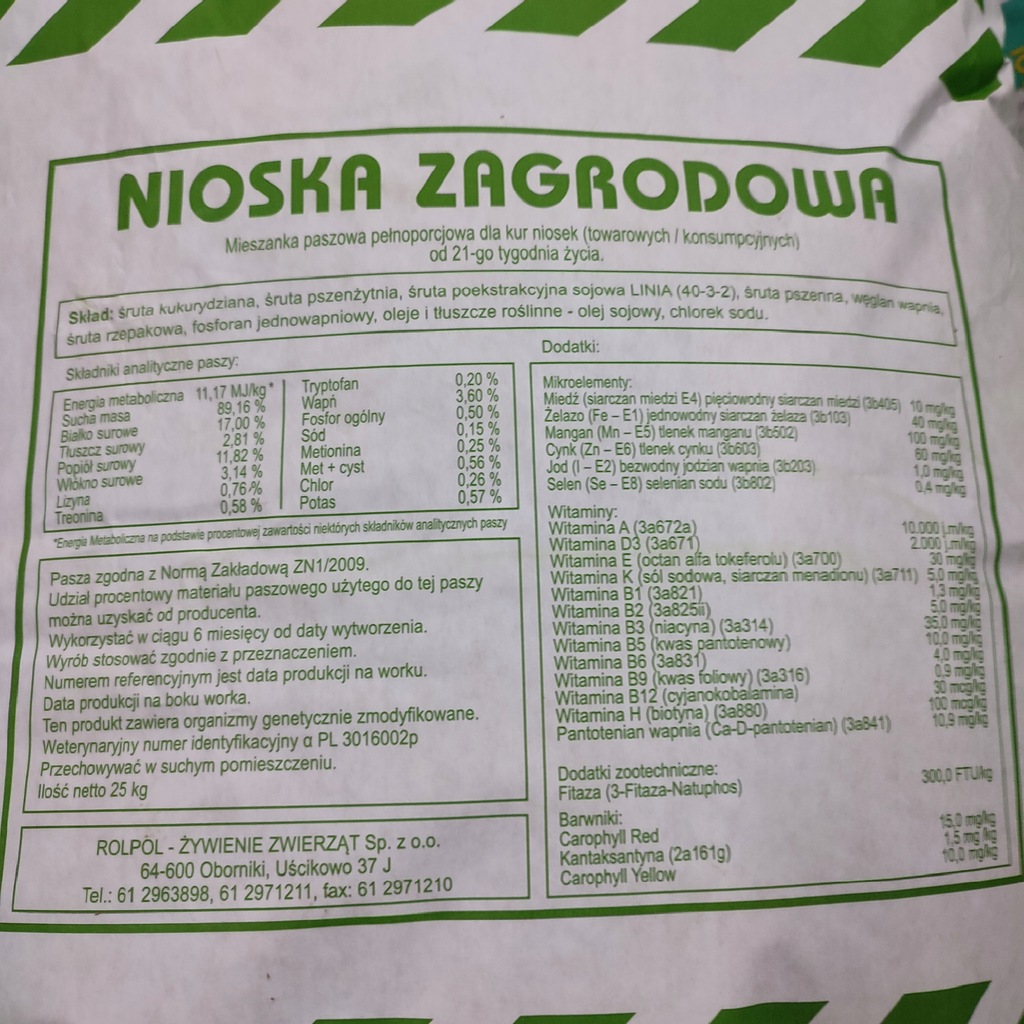 NIOSKA ZAGRODOWA
Mieszanka paszowa pełnoporcjowa dla kur niosek (towarowych / konsumpcyjnych)
od 21-go tygodnia życia.
Skład: śruta kukurydziana, śruta pszenżytnia, śruta poekstrakcyjna sojowa LINIA (40-3-2), śruta pszenna, węglan wapnia,
śruta rzepakowa, fosforan jednowapniowy, oleje i tłuszcze roślinne - olej sojowy, chlorek sodu.
Składniki analityczne paszy:
Energia metaboliczna 11,17 MJ/kg*
Sucha masa 89,16 %
Białko surowe 17,00 %
Tłuszcz surowy 2,81 %
Popiół surowy 11,82 %
Włókno surowe 3,14 %
Lizyna 0,76 %
Treonina 0,58 %
Tryptofan 0,20 %
Wapń 3,60 %
Fosfor ogólny 0,50 %
Sód 0,15 %
Metionina 0,25 %
Met + cyst 0,56 %
Chlor 0,26 %
Potas 0,57 %
*Energia Metaboliczna na podstawie procentowej zawartości niektórych składników analitycznych paszy
Pasza zgodna z Normą Zakładową ZN1/2009.
Udział procentowy materiału paszowego użytego do tej paszy
można uzyskać od producenta.
Wykorzystać w ciągu 6 miesięcy od daty wytworzenia.
Wyrób stosować zgodnie z przeznaczeniem.
Numerem referencyjnym jest data produkcji na worku.
Data produkcji na boku worka.
Ten produkt zawiera organizmy genetycznie zmodyfikowane.
Weterynaryjny numer identyfikacyjny α PL 3016002p
Przechowywać w suchym pomieszczeniu.
Ilość netto 25 kg
ROLPOL - ŻYWIENIE ZWIERZĄT Sp. z o.o.
64-600 Oborniki, Uścikowo 37 J
Tel.: 61 2963898, 61 2971211, fax: 61 2971210
Dodatki:
Mikroelementy:
Miedź (siarczan miedzi E4) pięciowodny siarczan miedzi (3b405) 10 mg/kg
Żelazo (Fe – E1) jednowodny siarczan żelaza (3b103) 40 mg/kg
Mangan (Mn – E5) tlenek manganu (3b502) 100 mg/kg
Cynk (Zn – E6) tlenek cynku (3b603) 60 mg/kg
Jod (I – E2) bezwodny jodzian wapnia (3b203) 1,0 mg/kg
Selen (Se – E8) selenian sodu (3b802) 0,4 mg/kg
Witaminy:
Witamina A (3a672a) 10.000 j.m/kg
Witamina D3 (3a671) 2.000 j.m/kg
Witamina E (octan alfa tokeferolu) (3a700) 30 mg/kg
Witamina K (sól sodowa, siarczan menadionu) (3a711) 5,0 mg/kg
Witamina B1 (3a821) 1,3 mg/kg
Witamina B2 (3a825ii) 5,0 mg/kg
Witamina B3 (niacyna) (3a314) 35,0 mg/kg
Witamina B5 (kwas pantotenowy) 10,0 mg/kg
Witamina B6 (3a831) 4,0 mg/kg
Witamina B9 (kwas foliowy) (3a316) 0,9 mg/kg
Witamina B12 (cyjanokobalamina) 30 mcg/kg
Witamina H (biotyna) (3a880) 100 mcg/kg
Pantotenian wapnia (Ca-D-pantotenian) (3a841) 10,9 mg/kg
Dodatki zootechniczne:
Fitaza (3-Fitaza-Natuphos) 300,0 FTU/kg
Barwniki:
Carophyll Red 15,0 mg/kg
Kantaksantyna (2a161g) 1,5 mg/kg
Carophyll Yellow 10,0 mg/kg